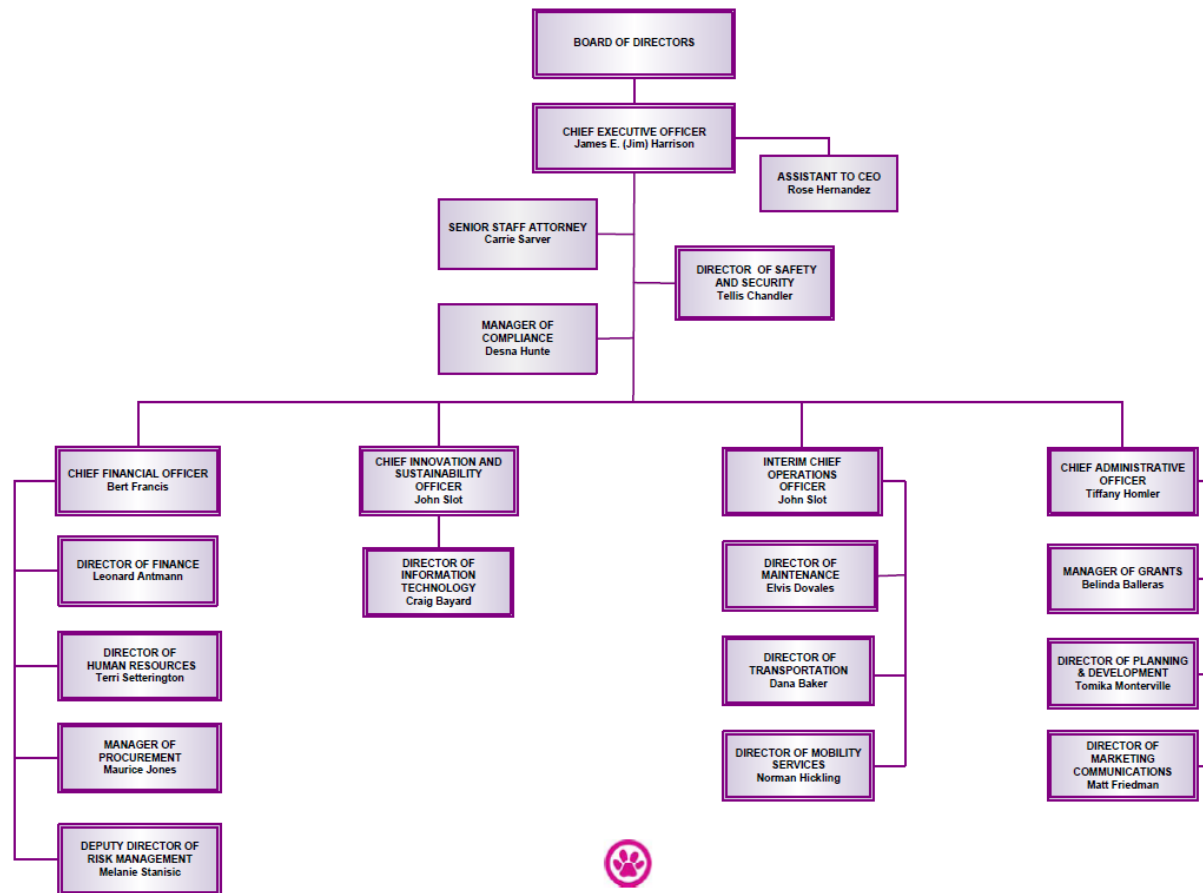 BOARD OF DIRECTORS
CHIEF EXECUTIVE OFFICER
James E. (Jim) Harrison
ASSISTANT TO CEO
Rose Hernandez
SENIOR STAFF ATTORNEY
Carrie Sarver
DIRECTOR OF SAFETY
AND SECURITY
Tellis Chandler
MANAGER OF
COMPLIANCE
Desna Hunte
CHIEF FINANCIAL OFFICER
Bert Francis
DIRECTOR OF FINANCE
Leonard Antmann
DIRECTOR OF
HUMAN RESOURCES
Terri Setterington
MANAGER OF
PROCUREMENT
Maurice Jones
DEPUTY DIRECTOR OF
RISK MANAGEMENT
Melanie Stanisic
CHIEF INNOVATION AND
SUSTAINABILITY
OFFICER
John Slot
DIRECTOR OF
INFORMATION
TECHNOLOGY
Craig Bayard
INTERIM CHIEF
OPERATIONS
OFFICER
John Slot
DIRECTOR OF
MAINTENANCE
Elvis Dovales
DIRECTOR OF
TRANSPORTATION
Dana Baker
DIRECTOR OF MOBILITY
SERVICES
Norman Hickling
CHIEF ADMINISTRATIVE
OFFICER
Tiffany Homler
MANAGER OF GRANTS
Belinda Balleras
DIRECTOR OF PLANNING
& DEVELOPMENT
Tomika Monterville
DIRECTOR OF
MARKETING
COMMUNICATIONS
Matt Friedman